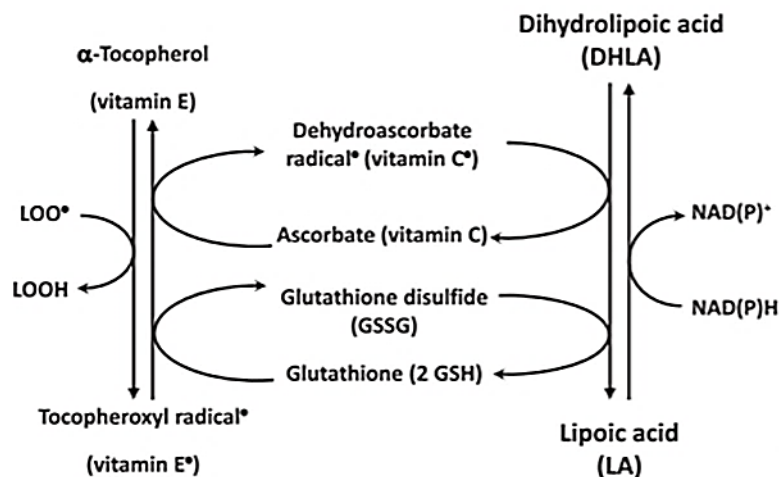 Dihydrolipoic acid
(DHLA)
α-Tocopherol
(vitamin E)
Dehydroascorbate
radical• (vitamin C•)
LOO•
NAD(P)⁺
Ascorbate (vitamin C)
LOOH
Glutathione disulfide
(GSSG)
NAD(P)H
Glutathione (2 GSH)
Tocopheroxyl radical•
(vitamin E•)
Lipoic acid
(LA)